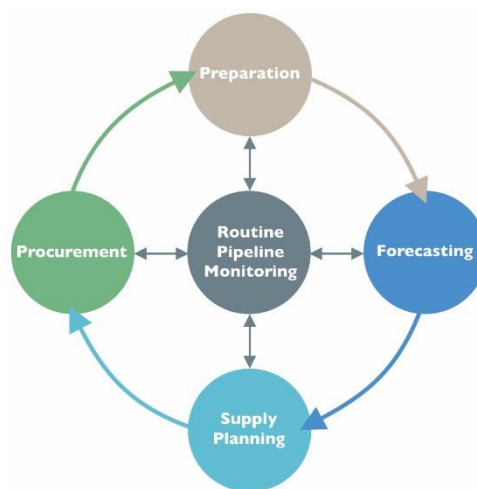 Preparation
Procurement
Routine
Pipeline
Monitoring
Forecasting
Supply
Planning